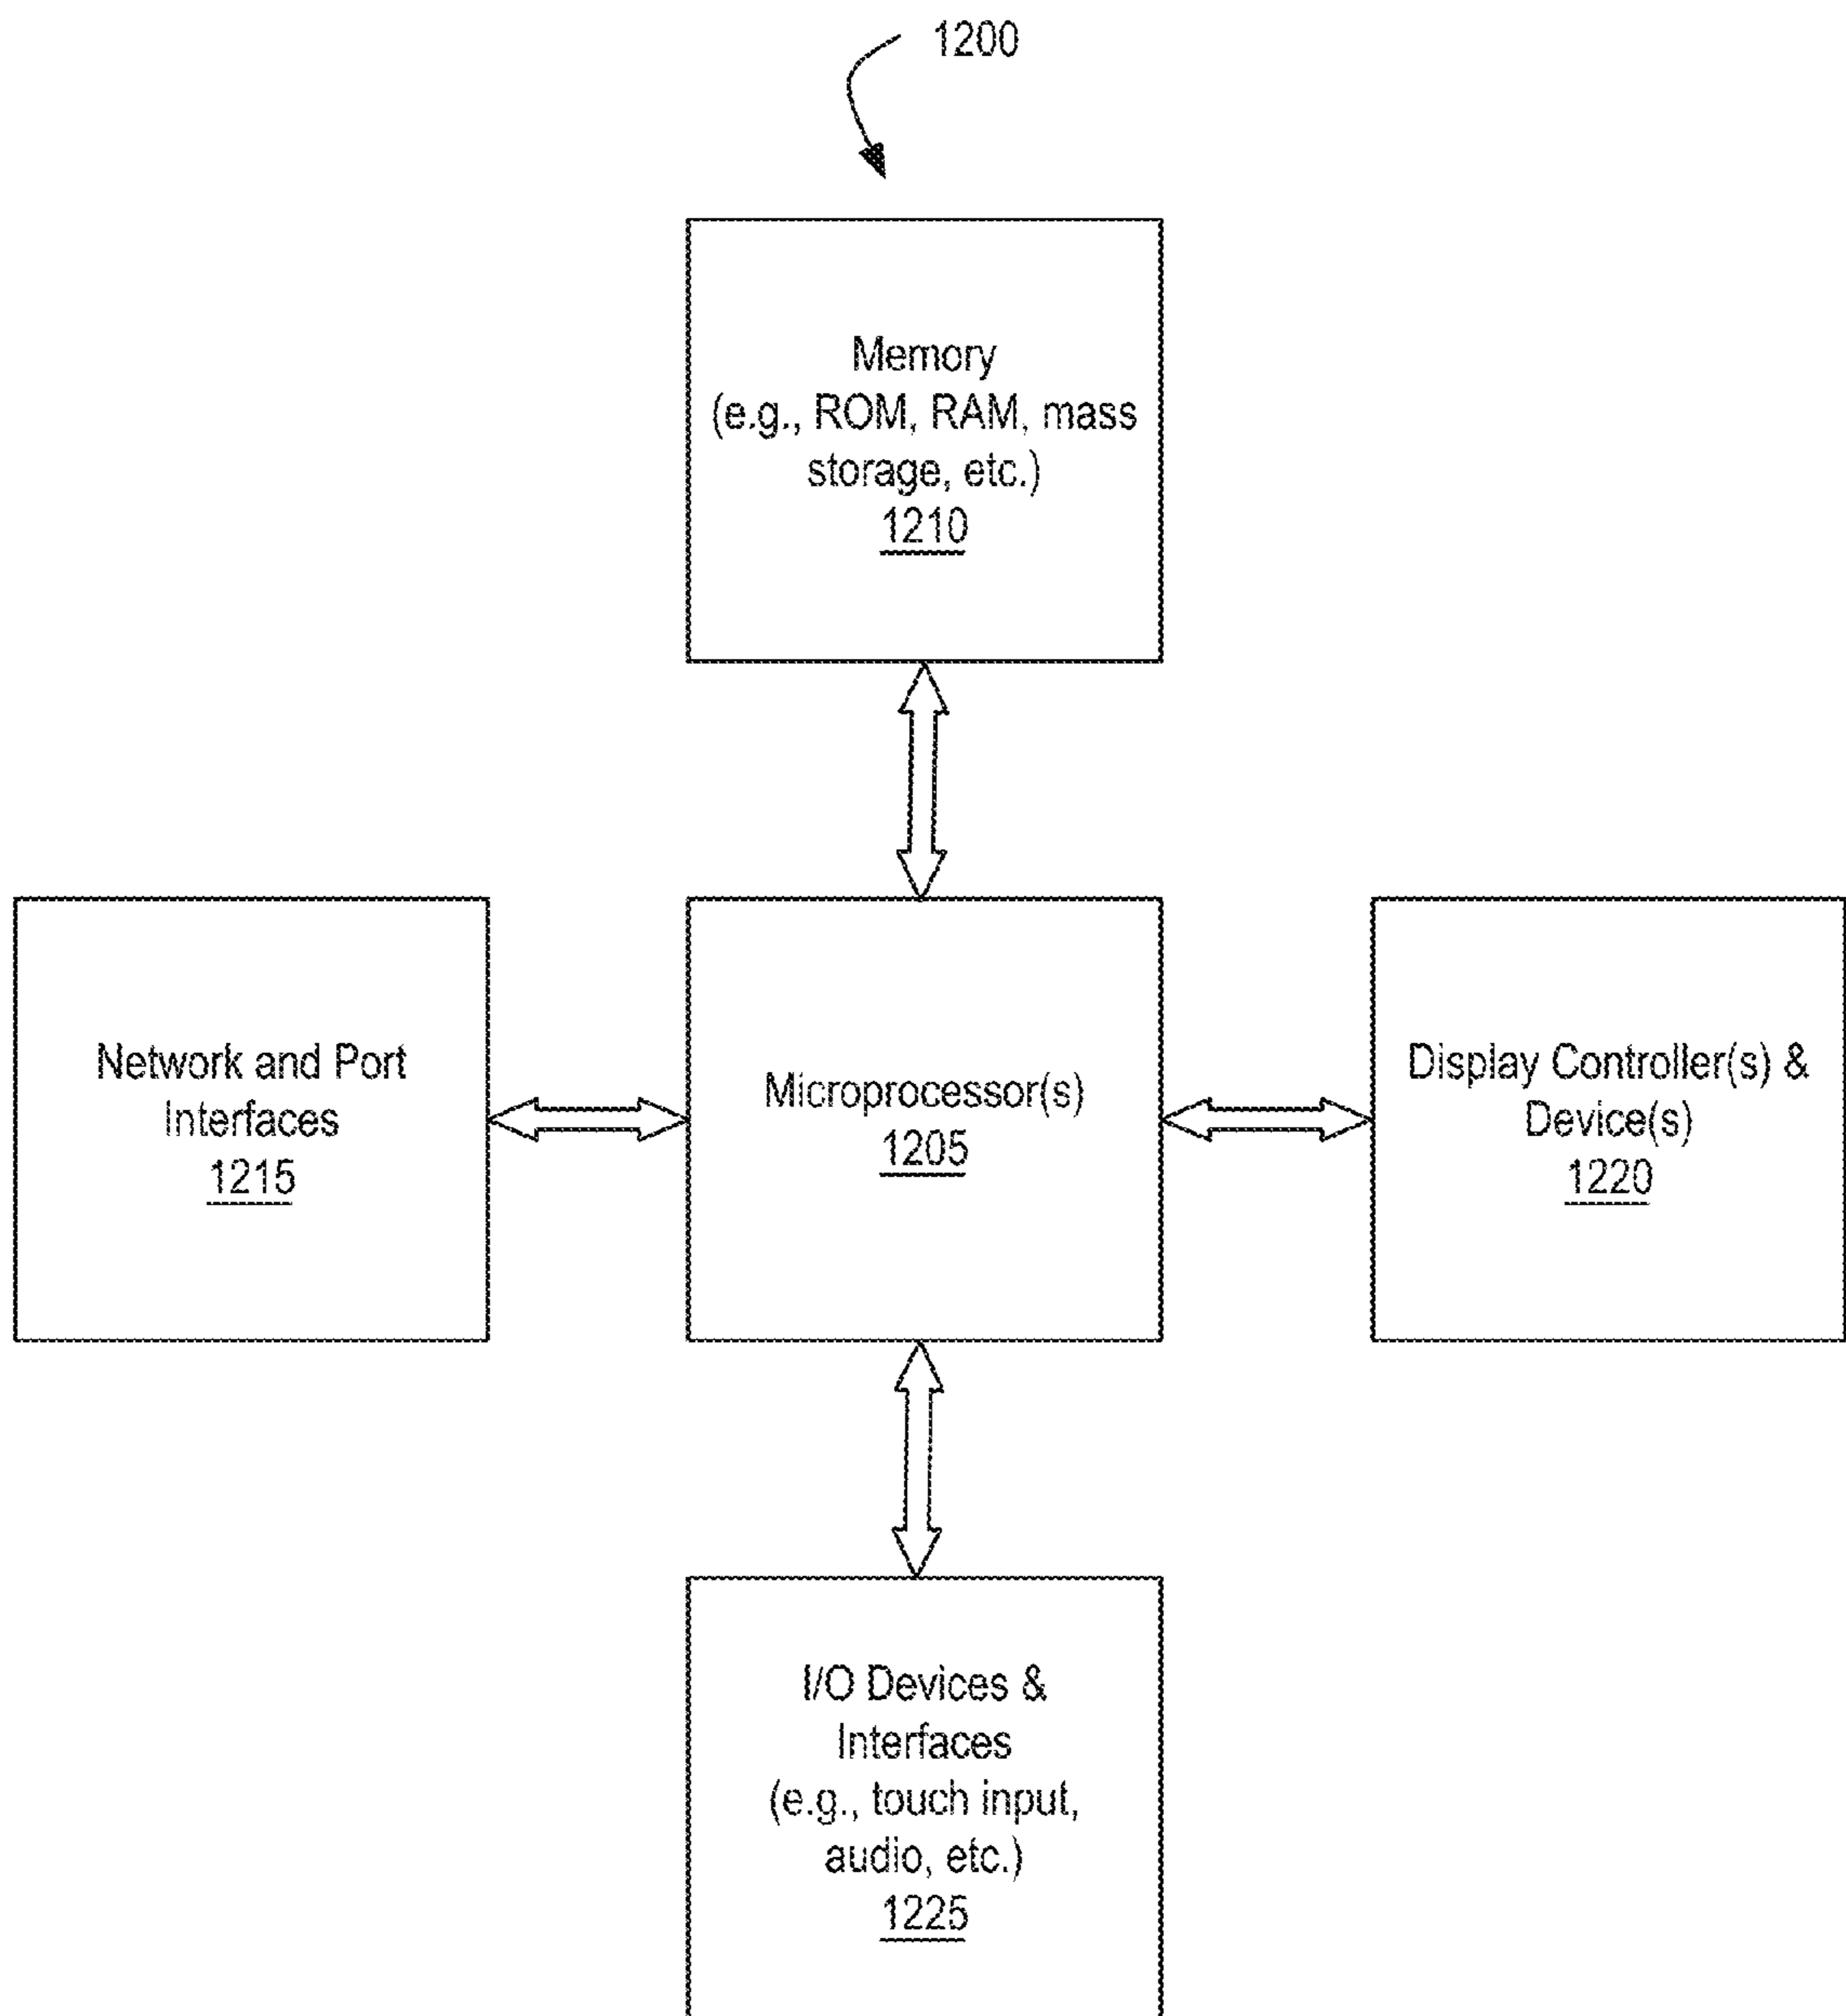 1200
Memory
(e.g., ROM, RAM, mass
storage, etc.)
1210
Network and Port
Interfaces
1215
Microprocessor(s)
1205
Display Controller(s) &
Device(s)
1220
I/O Devices &
Interfaces
(e.g., touch input,
audio, etc.)
1225